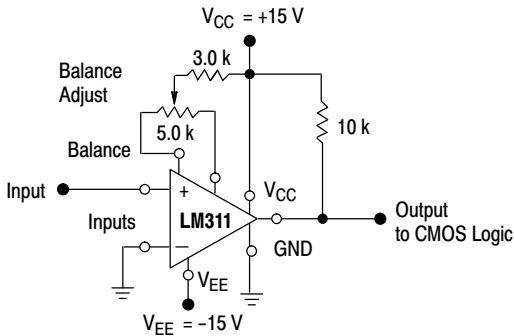 V_CC = +15 V
3.0 k
Balance
Adjust
5.0 k
10 k
Balance
Input
+
V_CC
LM311
Inputs
−
Output
to CMOS Logic
GND
V_EE
V_EE = −15 V